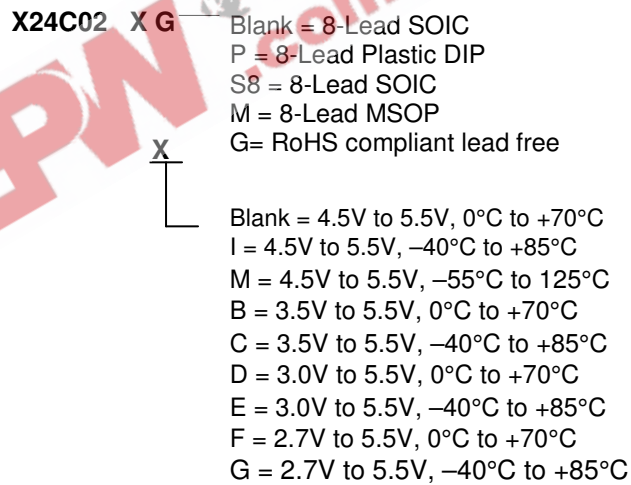 X24C02 X G Blank = 8-Lead SOIC
P = 8-Lead Plastic DIP
S8 = 8-Lead SOIC
M = 8-Lead MSOP
X G= RoHS compliant lead free
Blank = 4.5V to 5.5V, 0°C to +70°C
I = 4.5V to 5.5V, –40°C to +85°C
M = 4.5V to 5.5V, –55°C to 125°C
B = 3.5V to 5.5V, 0°C to +70°C
C = 3.5V to 5.5V, –40°C to +85°C
D = 3.0V to 5.5V, 0°C to +70°C
E = 3.0V to 5.5V, –40°C to +85°C
F = 2.7V to 5.5V, 0°C to +70°C
G = 2.7V to 5.5V, –40°C to +85°C